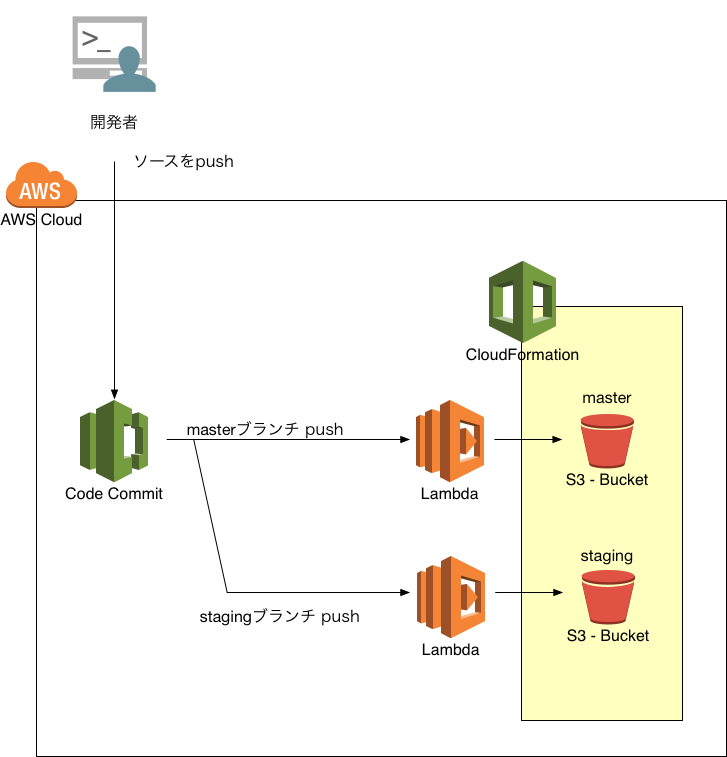 >_
開発者
ソースをpush
AWS
AWS Cloud
CloudFormation
master
masterブランチ push
Code Commit
Lambda
S3 - Bucket
staging
stagingブランチ push
Lambda
S3 - Bucket